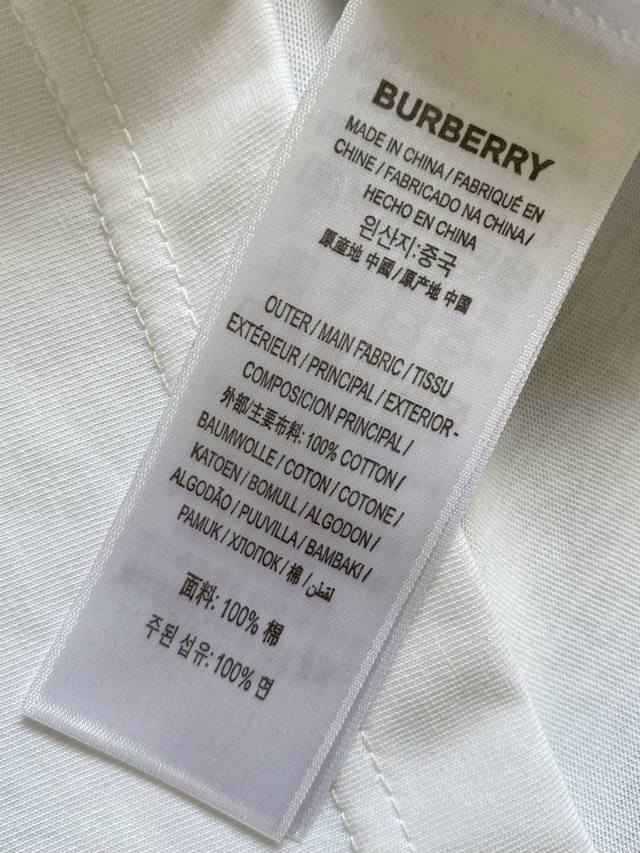 BURBERRY
MADE IN CHINA / FABRIQUÉ EN
CHINE / FABRICADO NA CHINA /
HECHO EN CHINA
원산지:중국
原産地 中國 / 原产地 中国
OUTER / MAIN FABRIC / TISSU
EXTÉRIEUR / PRINCIPAL / EXTERIOR -
COMPOSICION PRINCIPAL /
外部/主要布料: 100% COTTON /
BAUMWOLLE / COTON / COTONE /
KATOEN / BOMULL / ALGODON /
ALGODÃO / PUUVILLA / BAMBAKI /
PAMUK / ХЛОПОК / 棉 / قطن
面料: 100% 棉
주된 섬유: 100% 면